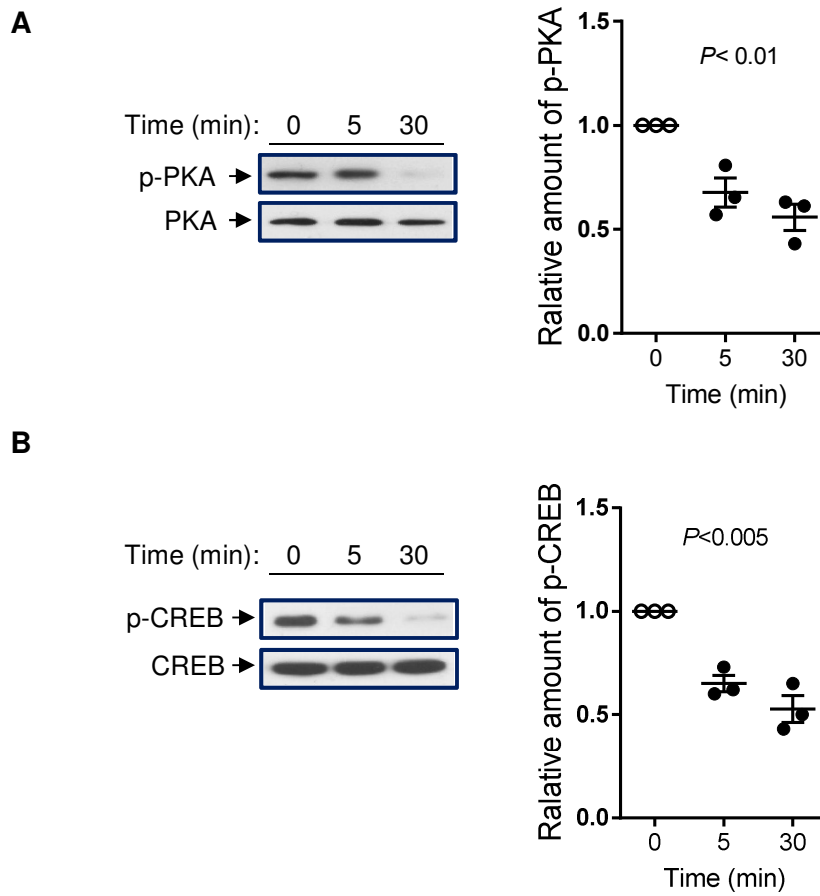 A
Time (min): 0 5 30
p-PKA
PKA
Ralative amount of p-PKA
1.5
1.0
0.5
0.0
P< 0.01
0 5 30
Time (min)
B
Time (min): 0 5 30
p-CREB
CREB
Ralative amount of p-CREB
1.5
1.0
0.5
0.0
P<0.005
0 5 30
Time (min)